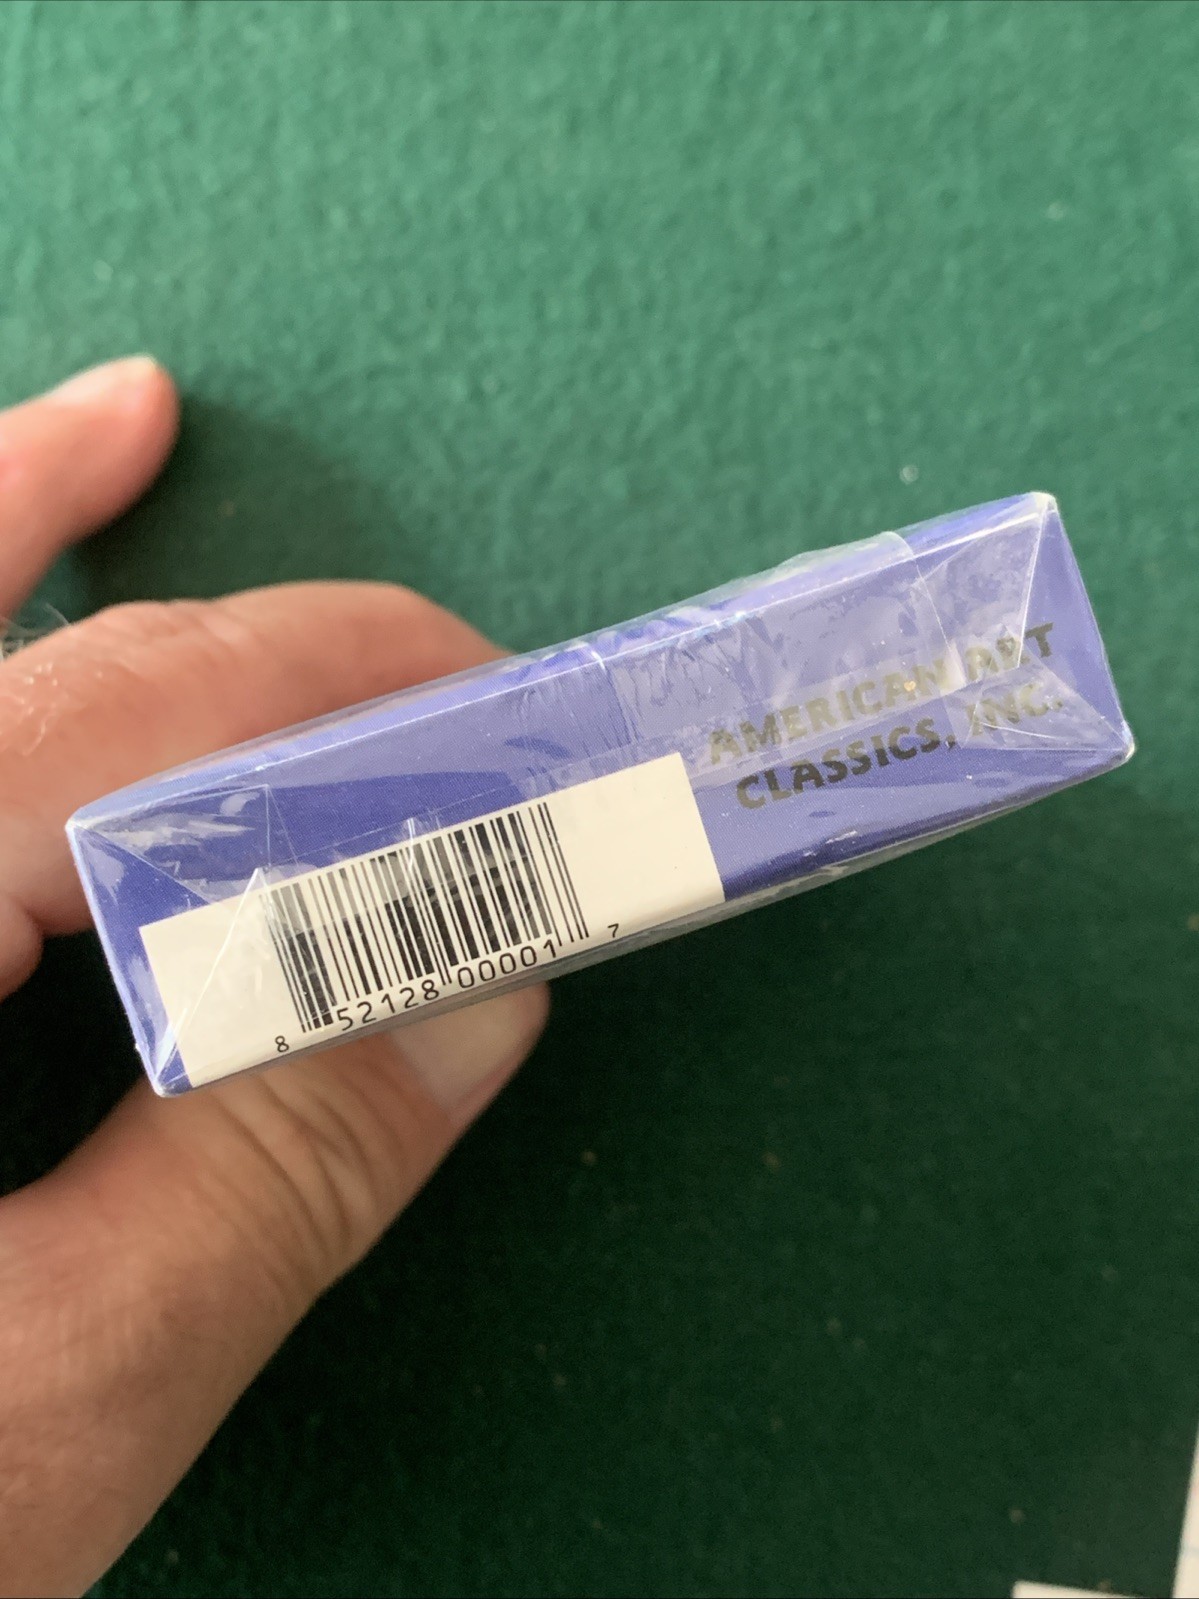 AMERICAN ART
CLASSICS, INC.
8 52128 00001 7